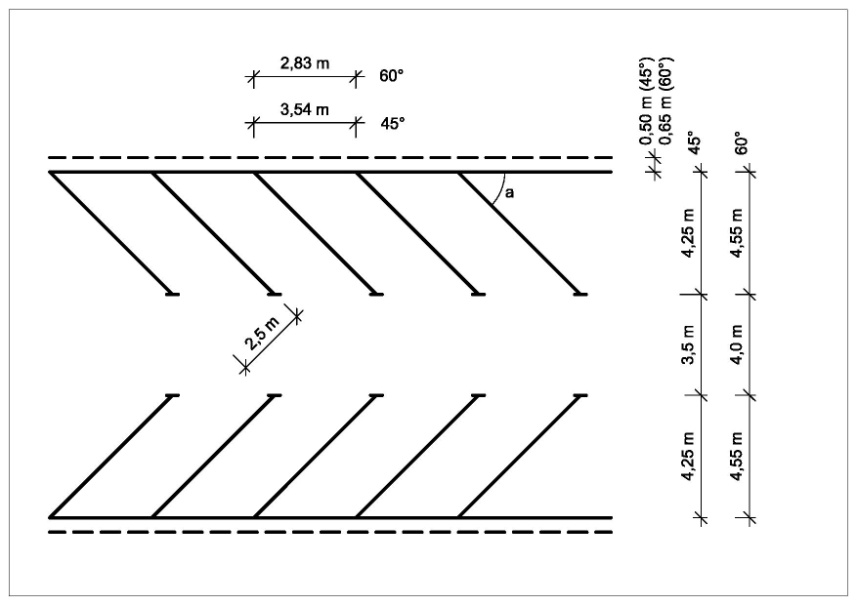 2,83 m
60°
3,54 m
45°
0,50 m (45°)
0,65 m (60°)
45°
60°
a
4,25 m
4,55 m
2,5 m
3,5 m
4,0 m
4,25 m
4,55 m